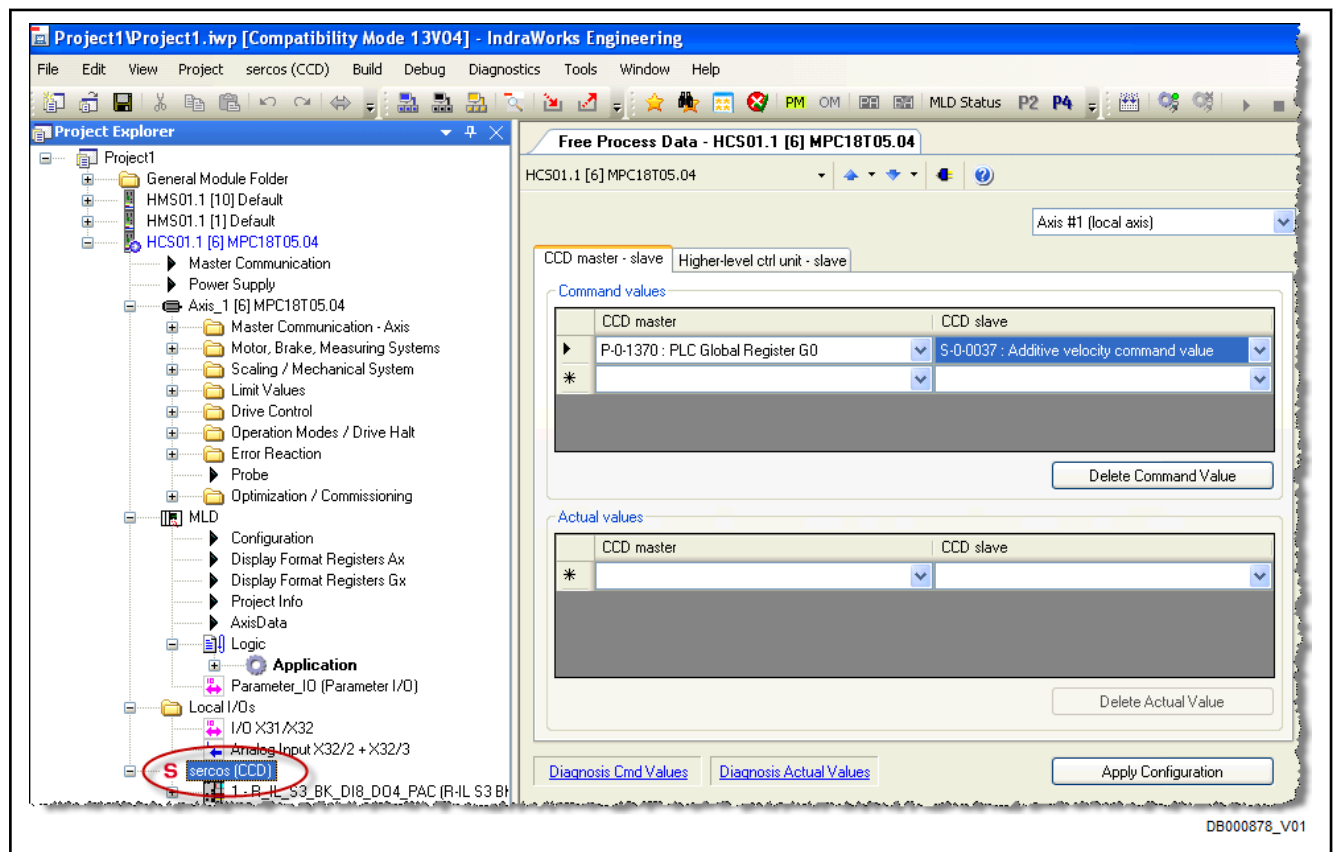 Project1\Project1.iwp [Compatibility Mode 13V04] - IndraWorks Engineering
File Edit View Project sercos (CCD) Build Debug Diagnostics Tools Window Help
PM OM MLD Status P2 P4
Project Explorer
Project1
General Module Folder
HMS01.1 [10] Default
HMS01.1 [1] Default
HCS01.1 [6] MPC18T05.04
Master Communication
Power Supply
Axis_1 [6] MPC18T05.04
Master Communication - Axis
Motor, Brake, Measuring Systems
Scaling / Mechanical System
Limit Values
Drive Control
Operation Modes / Drive Halt
Error Reaction
Probe
Optimization / Commissioning
MLD
Configuration
Display Format Registers Ax
Display Format Registers Gx
Project Info
AxisData
Logic
Application
Parameter_IO (Parameter I/O)
Local I/Os
I/O X31/X32
Analog Input X32/2 + X32/3
S sercos (CCD)
1 - R_IL_S3_BK_DI8_DO4_PAC (R-IL S3 BK
Free Process Data - HCS01.1 [6] MPC18T05.04
HCS01.1 [6] MPC18T05.04
Axis #1 (local axis)
CCD master - slave Higher-level ctrl unit - slave
Command values
CCD master CCD slave
P-0-1370 : PLC Global Register G0 S-0-0037 : Additive velocity command value
Delete Command Value
Actual values
CCD master CCD slave
Delete Actual Value
Diagnosis Cmd Values Diagnosis Actual Values Apply Configuration
DB000878_V01